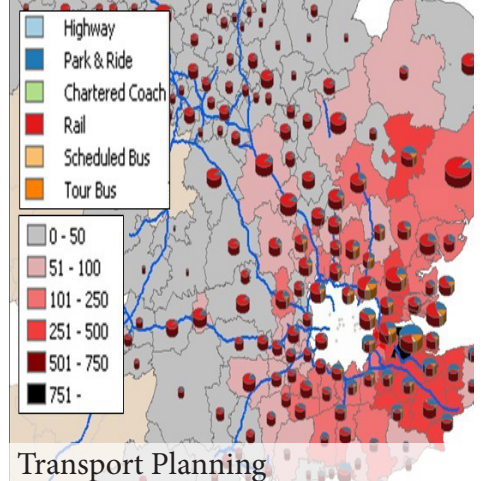 Highway
Park & Ride
Chartered Coach
Rail
Scheduled Bus
Tour Bus
0 - 50
51 - 100
101 - 250
251 - 500
501 - 750
751 -
Transport Planning